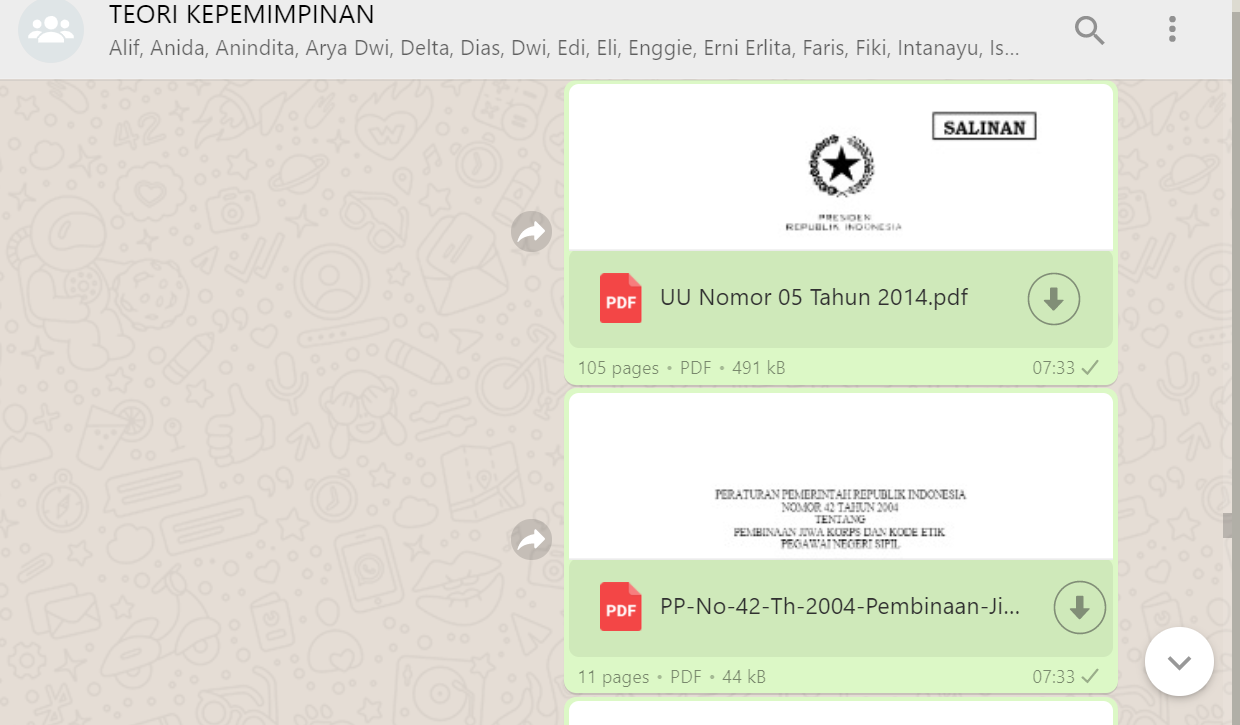 TEORI KEPEMIMPINAN
Alif, Anida, Anindita, Arya Dwi, Delta, Dias, Dwi, Edi, Eli, Enggie, Erni Erlita, Faris, Fiki, Intanayu, Is...
SALINAN
PRESIDEN
REPUBLIK INDONESIA
PDF
UU Nomor 05 Tahun 2014.pdf
105 pages • PDF • 491 kB
07:33
PERATURAN PEMERINTAH REPUBLIK INDONESIA
NOMOR 42 TAHUN 2004
TENTANG
PEMBINAAN JIWA KORPS DAN KODE ETIK
PEGAWAI NEGERI SIPIL
PDF
PP-No-42-Th-2004-Pembinaan-Ji...
11 pages • PDF • 44 kB
07:33